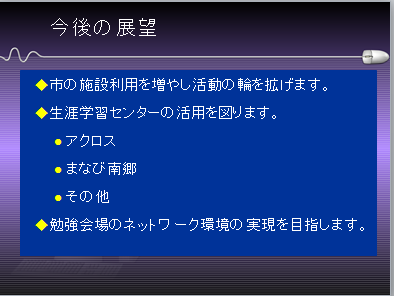 今後の展望
◆市の施設利用を増やし活動の輪を拡げます。
◆生涯学習センターの活用を図ります。
●アクロス
●まなび南郷
●その他
◆勉強会場のネットワーク環境の実現を目指します。